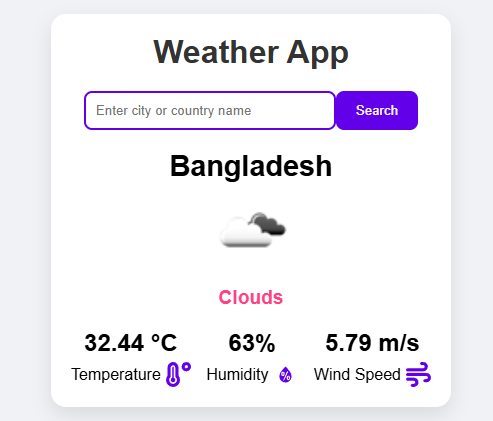 Weather App
Enter city or country name
Search
Bangladesh
Clouds
32.44 °C 63% 5.79 m/s
Temperature Humidity % Wind Speed